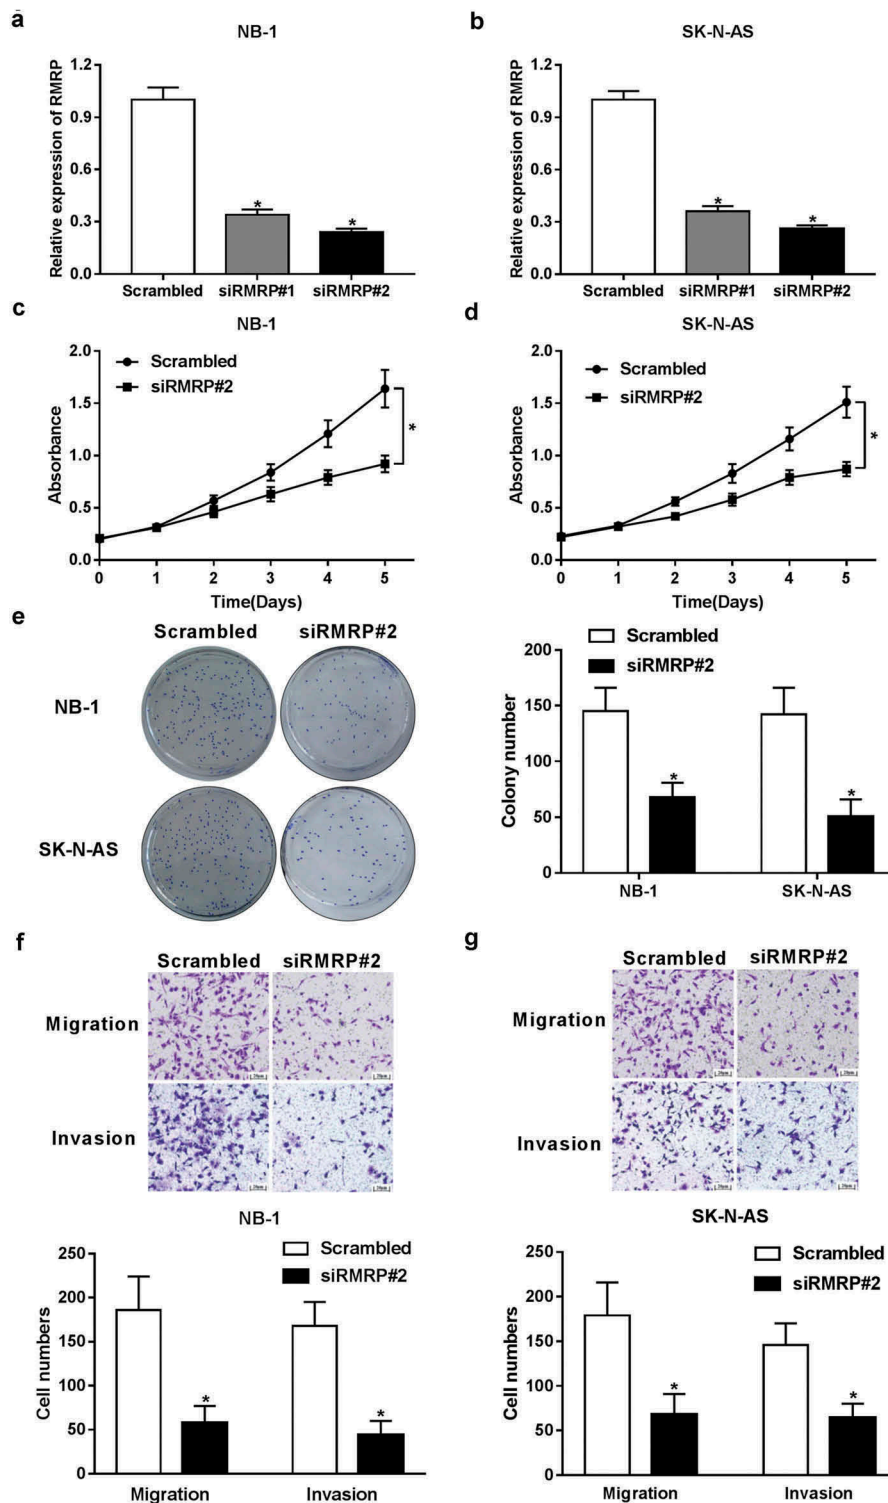 a
NB-1
Relative expression of RMRP
1.2
0.9
0.6
0.3
0.0
*
*
Scrambled siRMRP#1 siRMRP#2
b
SK-N-AS
Relative expression of RMRP
1.2
0.9
0.6
0.3
0.0
*
*
Scrambled siRMRP#1 siRMRP#2
c
NB-1
Scrambled
siRMRP#2
Absorbance
2.0
1.5
1.0
0.5
0.0
*
0 1 2 3 4 5
Time(Days)
d
SK-N-AS
Scrambled
siRMRP#2
Absorbance
2.0
1.5
1.0
0.5
0.0
*
0 1 2 3 4 5
Time(Days)
e
Scrambled siRMRP#2
NB-1
SK-N-AS
Scrambled
siRMRP#2
Colony number
200
150
100
50
0
*
*
NB-1 SK-N-AS
f
Scrambled siRMRP#2
Migration
Invasion
NB-1
Scrambled
siRMRP#2
Cell numbers
250
200
150
100
50
0
*
*
Migration Invasion
g
Scrambled siRMRP#2
Migration
Invasion
SK-N-AS
Scrambled
siRMRP#2
Cell numbers
250
200
150
100
50
0
*
*
Migration Invasion